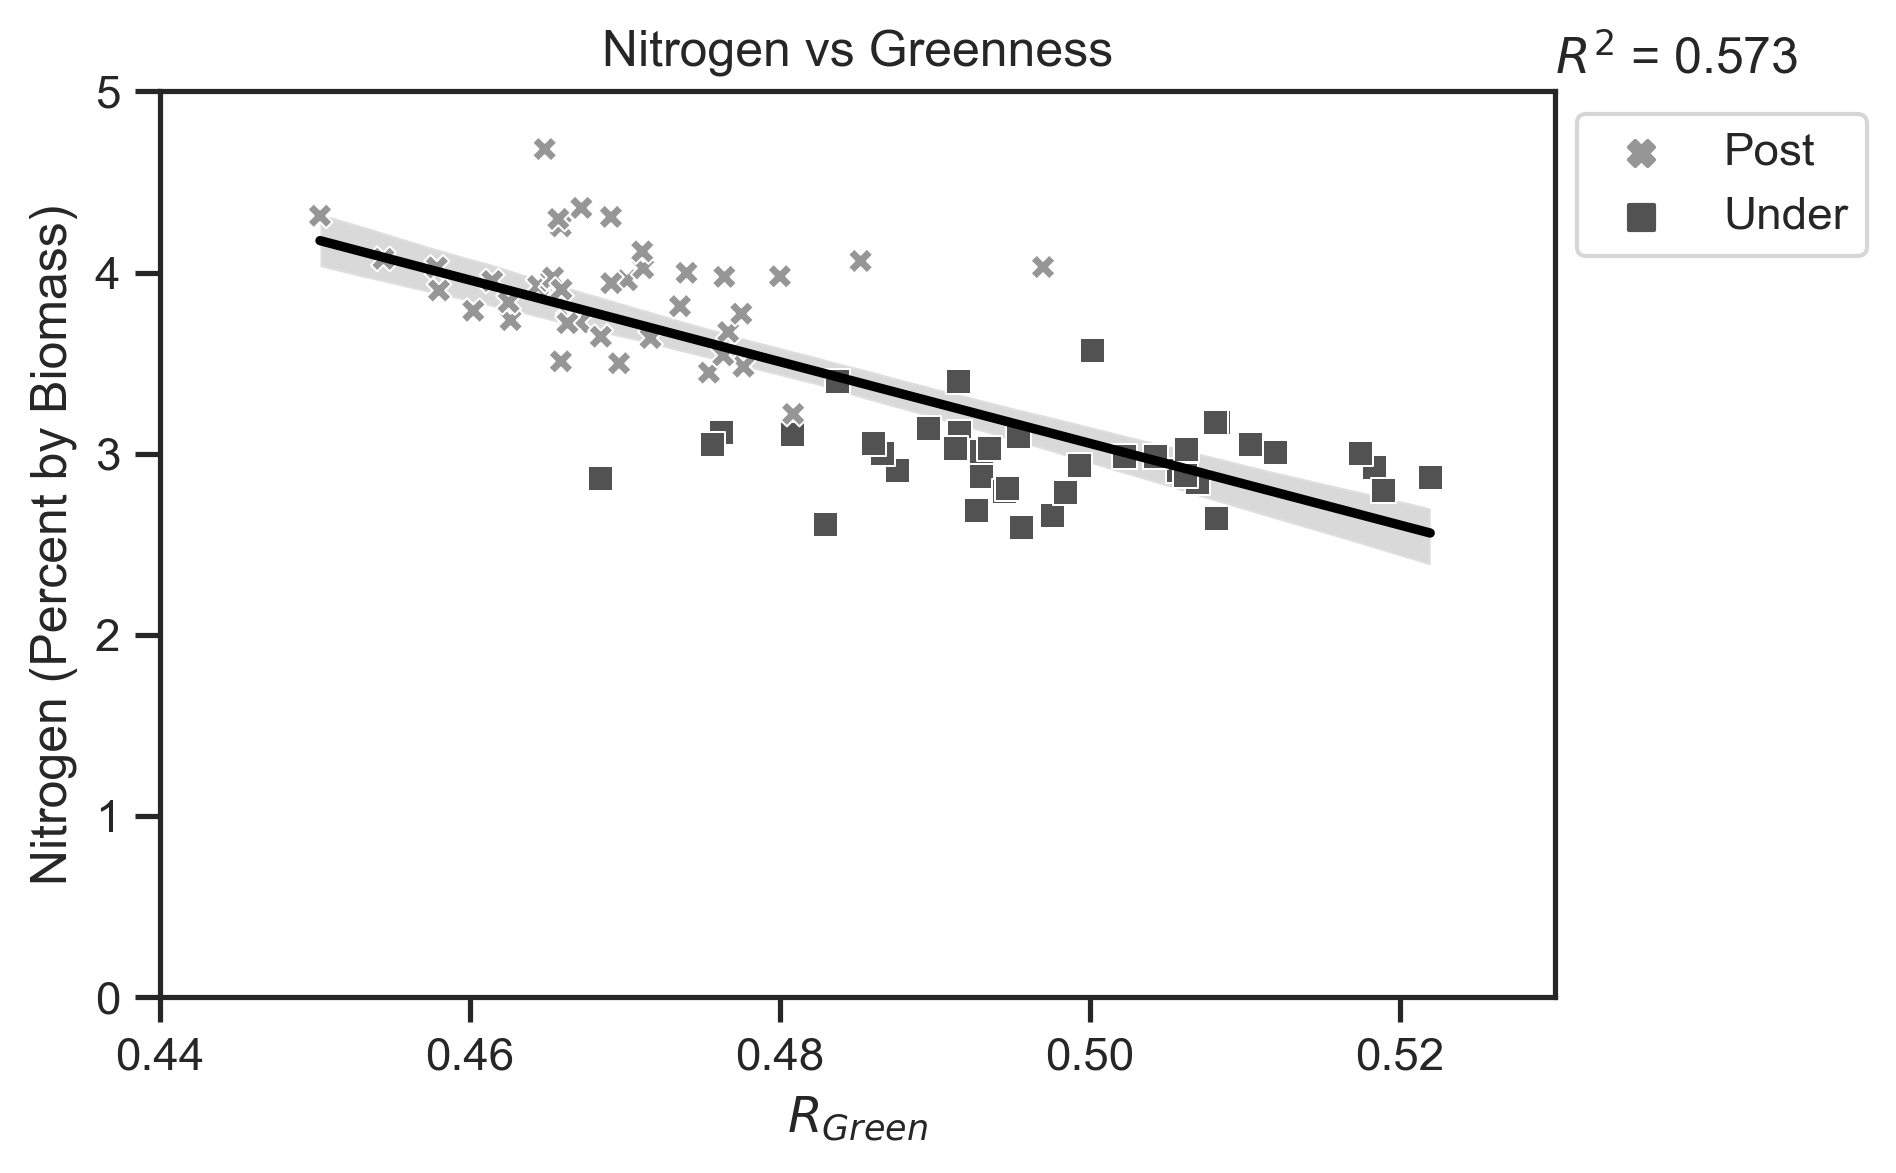 Nitrogen vs Greenness
R² = 0.573
Post
Under
Nitrogen (Percent by Biomass)
5
4
3
2
1
0
0.44 0.46 0.48 0.50 0.52
R_Green